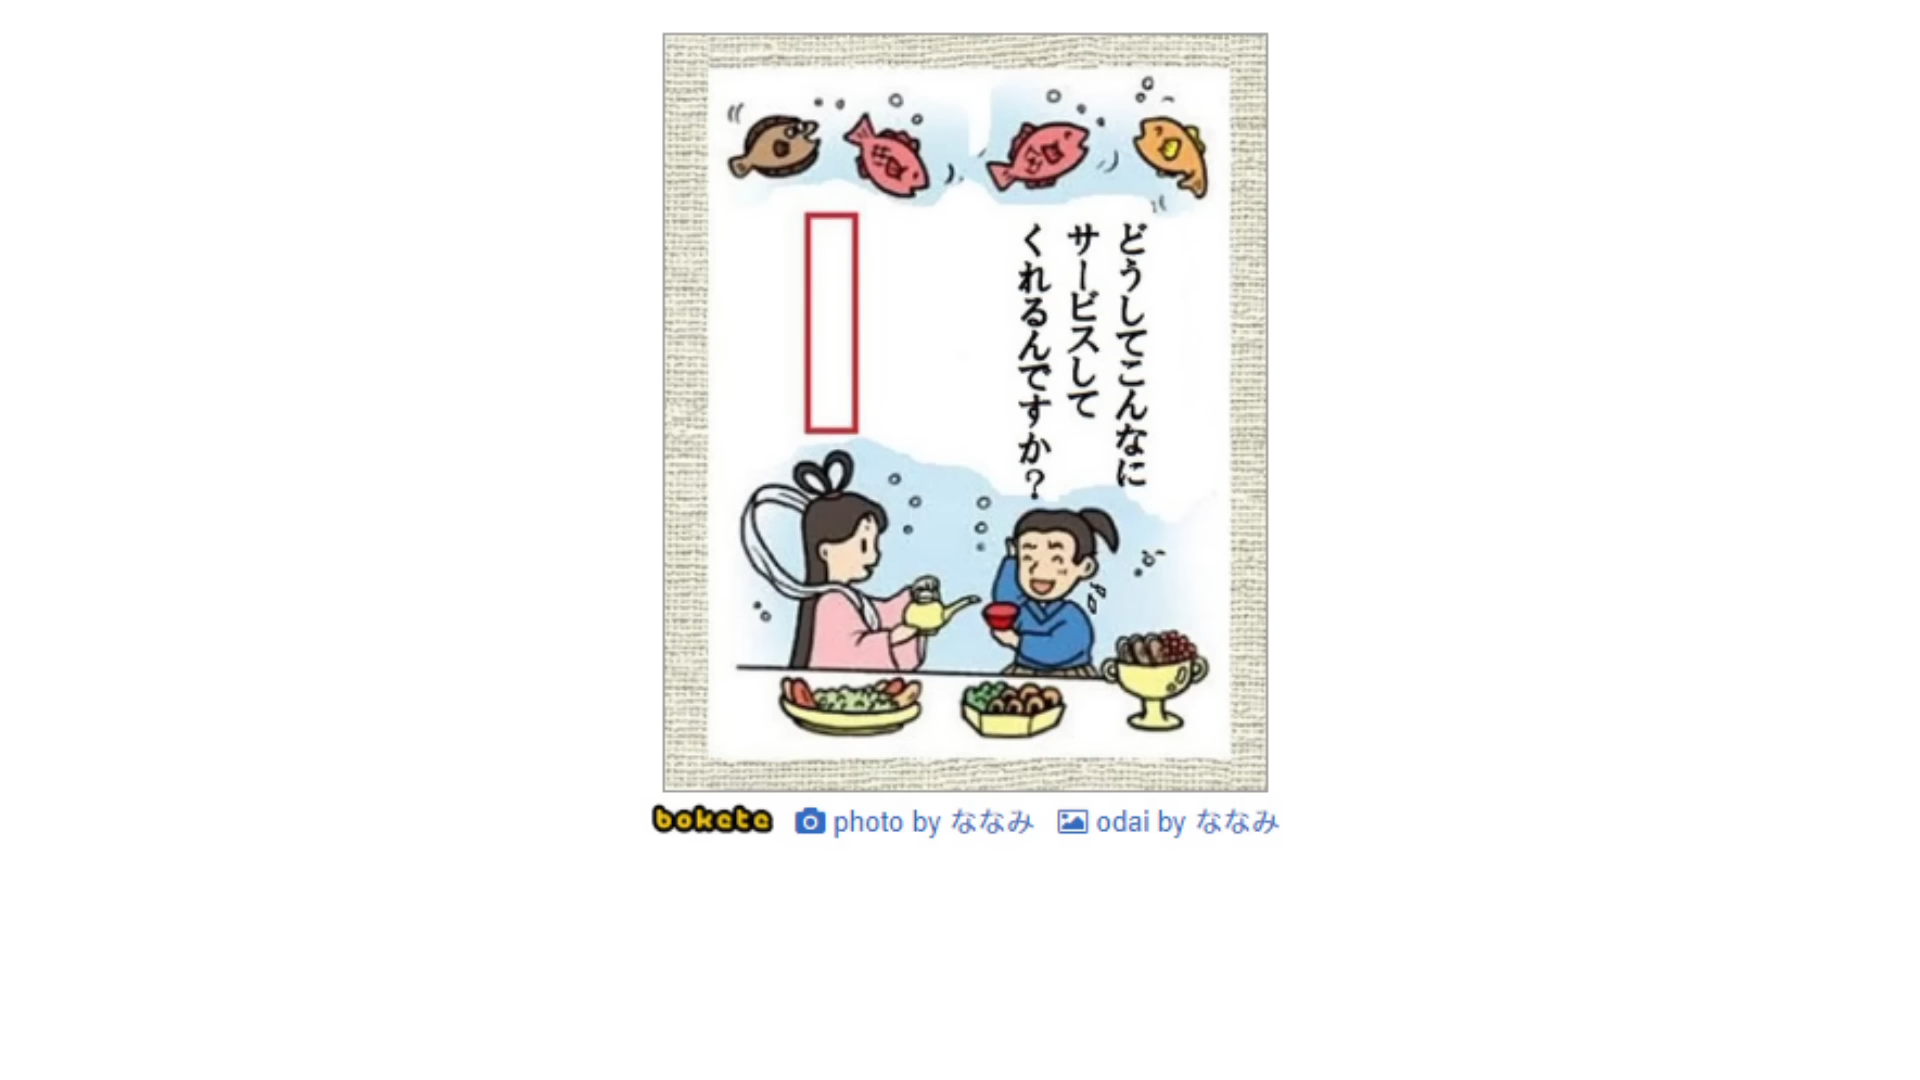 どうしてこんなに
サービスして
くれるんですか？
bokete photo by ななみ odai by ななみ